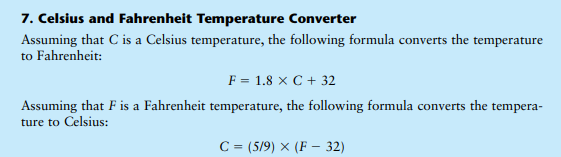 7. Celsius and Fahrenheit Temperature Converter
Assuming that C is a Celsius temperature, the following formula converts the temperature
to Fahrenheit:
F = 1.8 × C + 32
Assuming that F is a Fahrenheit temperature, the following formula converts the tempera-
ture to Celsius:
C = (5/9) × (F − 32)